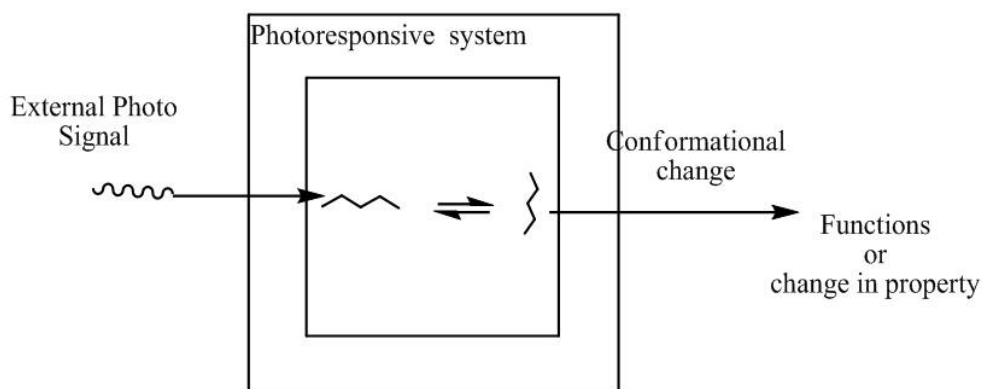 Photoresponsive system
External Photo
Signal
Conformational
change
Functions
or
change in property